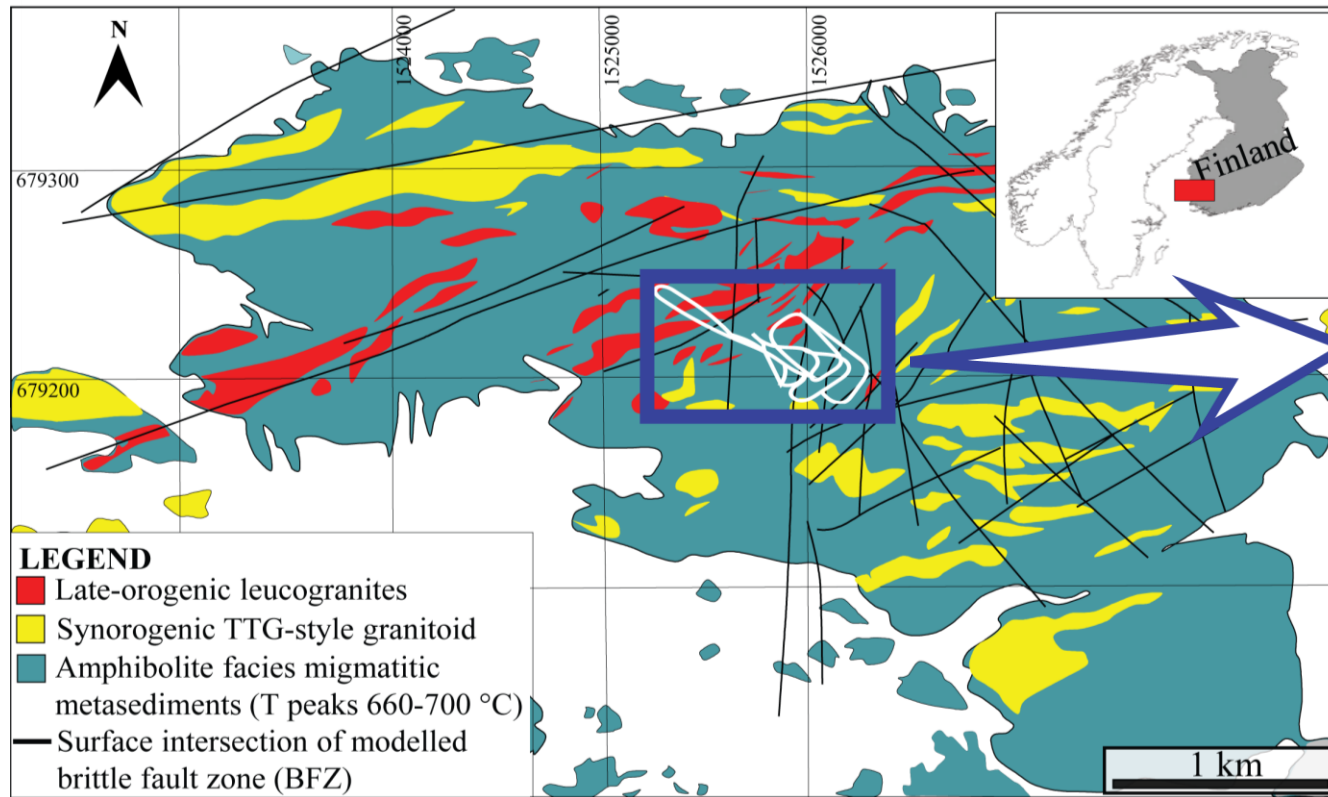 N
1524000
1525000
1526000
679300
679200
Finland
LEGEND
Late-orogenic leucogranites
Synorogenic TTG-style granitoid
Amphibolite facies migmatitic
metasediments (T peaks 660-700 °C)
Surface intersection of modelled
brittle fault zone (BFZ)
1 km